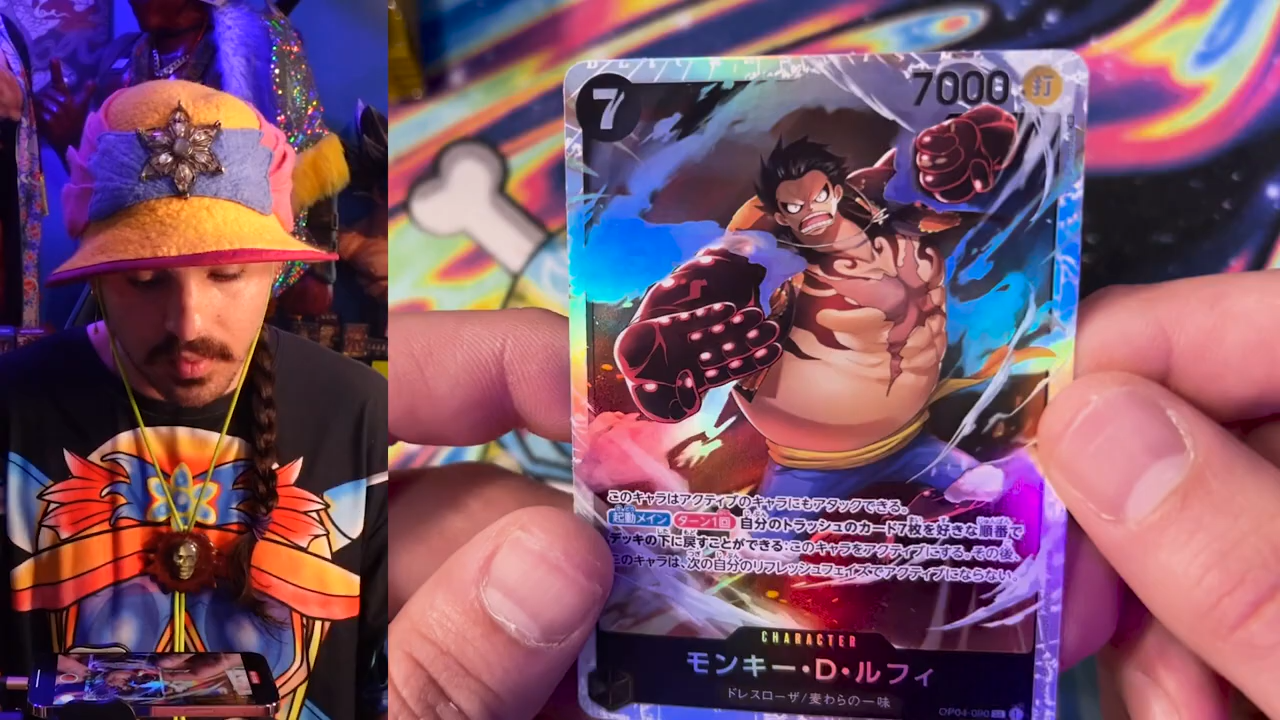 7
7000
打
このキャラはアクティブのキャラにもアタックできる。
起動メイン ターン1回 自分のトラッシュのカード7枚を好きな順番で
デッキの下に戻すことができる:このキャラをアクティブにする。その後、
このキャラは、次の自分のリフレッシュフェイズでアクティブにならない。
CHARACTER
モンキー・D・ルフィ
ドレスローザ/麦わらの一味
OP04-090